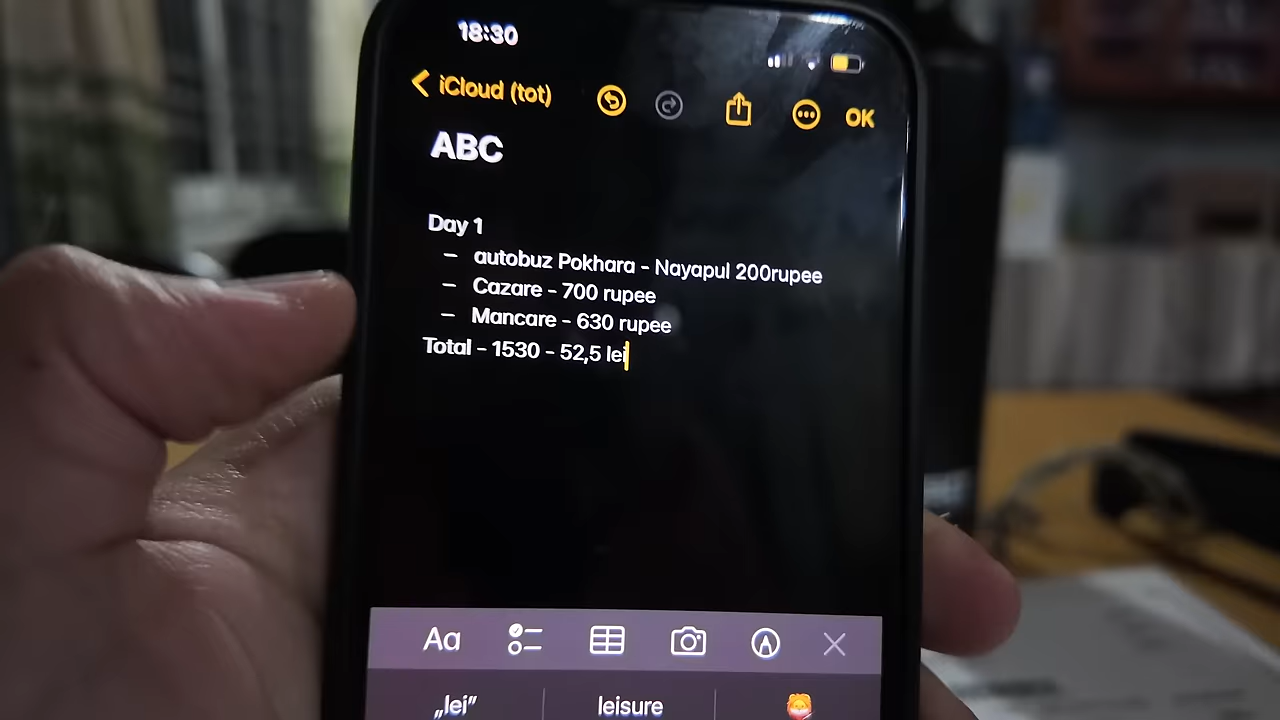 18:30
iCloud (tot)
OK
ABC
Day 1
– autobuz Pokhara - Nayapul 200rupee
– Cazare - 700 rupee
– Mancare - 630 rupee
Total - 1530 - 52,5 lei
Aa
„lei”
leisure